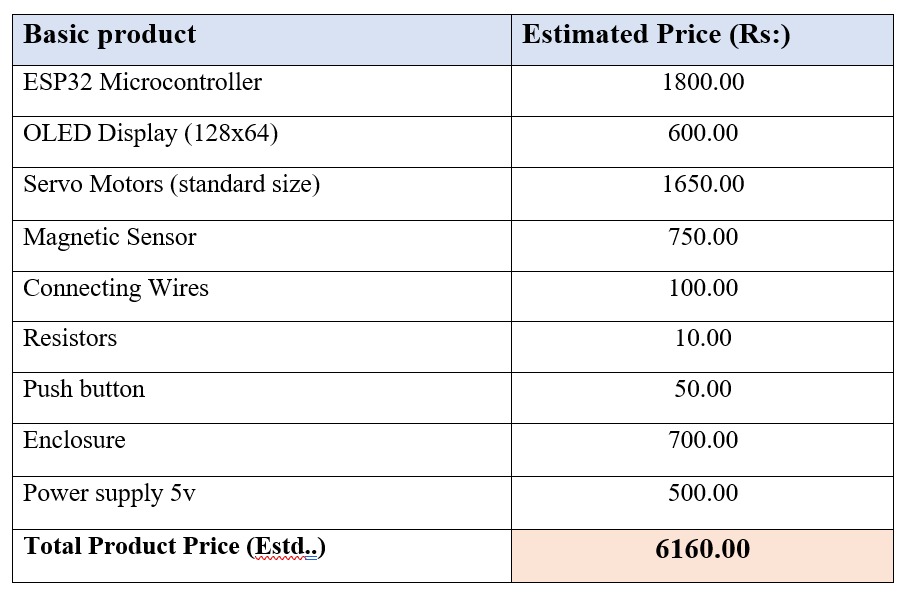 Basic product Estimated Price (Rs:)
ESP32 Microcontroller 1800.00
OLED Display (128x64) 600.00
Servo Motors (standard size) 1650.00
Magnetic Sensor 750.00
Connecting Wires 100.00
Resistors 10.00
Push button 50.00
Enclosure 700.00
Power supply 5v 500.00
Total Product Price (Estd..) 6160.00